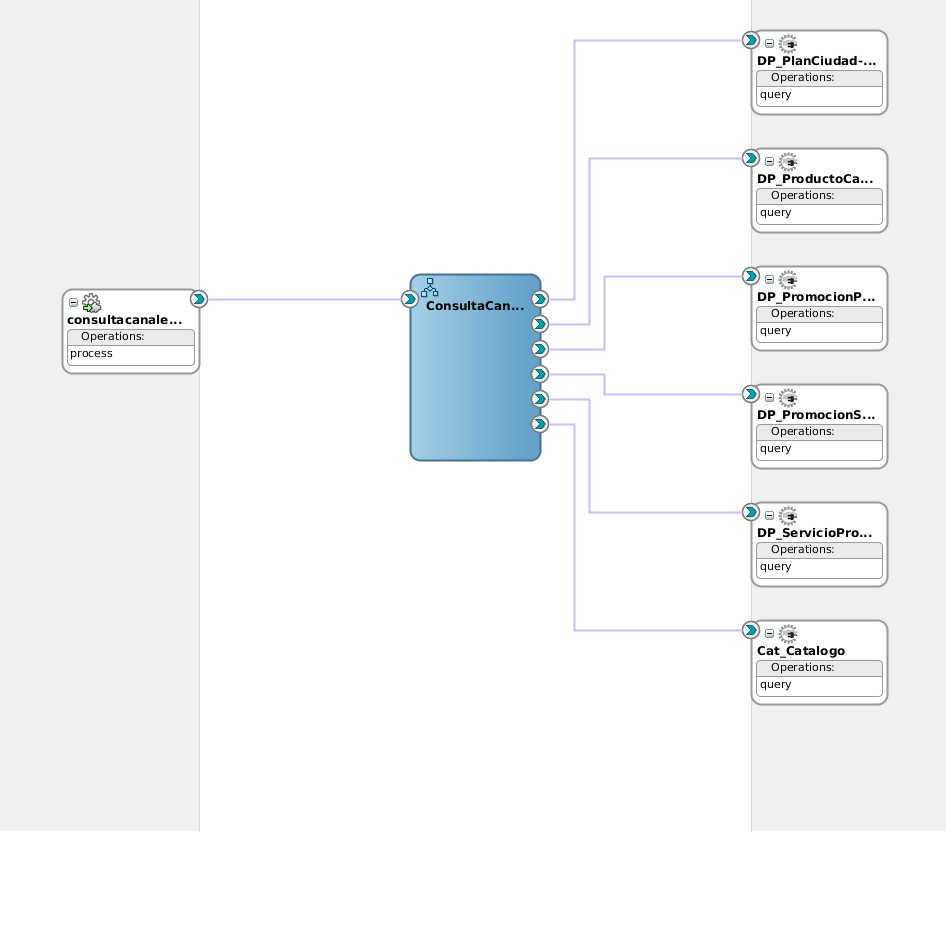 consultacanale...
Operations:
process
ConsultaCan...
DP_PlanCiudad-...
Operations:
query
DP_ProductoCa...
Operations:
query
DP_PromocionP...
Operations:
query
DP_PromocionS...
Operations:
query
DP_ServicioPro...
Operations:
query
Cat_Catalogo
Operations:
query